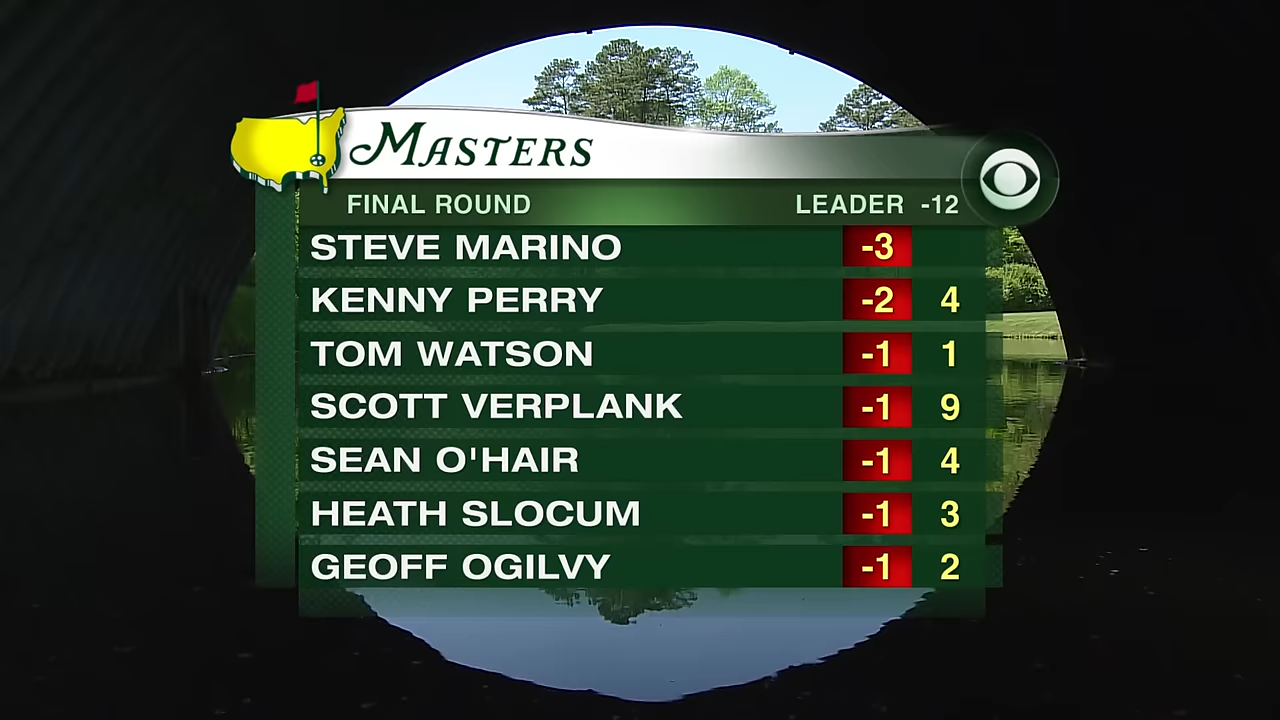 MASTERS
FINAL ROUND LEADER -12
STEVE MARINO -3
KENNY PERRY -2 4
TOM WATSON -1 1
SCOTT VERPLANK -1 9
SEAN O'HAIR -1 4
HEATH SLOCUM -1 3
GEOFF OGILVY -1 2